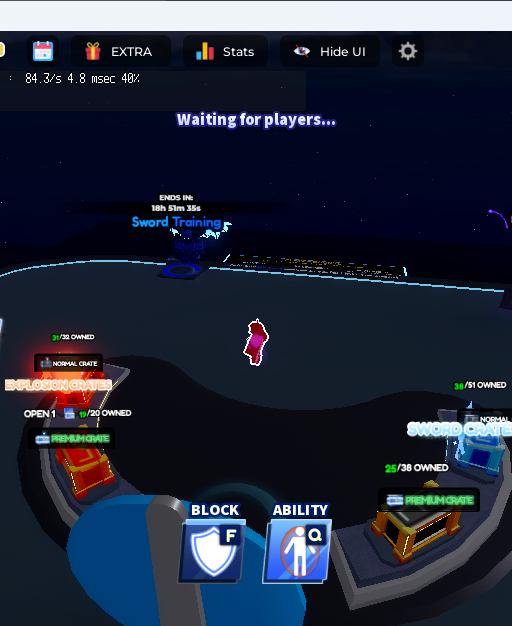 EXTRA
Stats
Hide UI
: 84.3/s 4.8 msec 40%
Waiting for players...
ENDS IN:
18h 51m 35s
Sword Training
31/32 OWNED
NORMAL CRATE
EXPLOSION CRATES
OPEN 1
19/20 OWNED
PREMIUM CRATE
38/51 OWNED
NORMAL
SWORD CRATE
25/38 OWNED
PREMIUM CRATE
BLOCK
F
ABILITY
Q